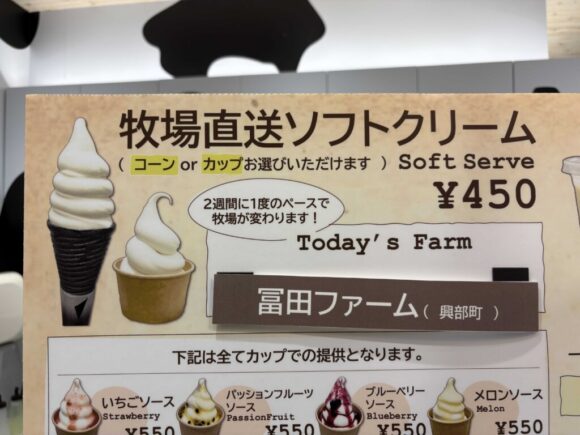 牧場直送ソフトクリーム
( コーン or カップお選びいただけます ) Soft Serve
¥450
2週間に1度のペースで
牧場が変わります！
Today's Farm
冨田ファーム( 興部町 )
下記は全てカップでの提供となります。
いちごソース
Strawberry
¥550
パッションフルーツ
ソース
PassionFruit
¥550
ブルーベリー
ソース
Blueberry
¥550
メロンソース
Melon
¥550